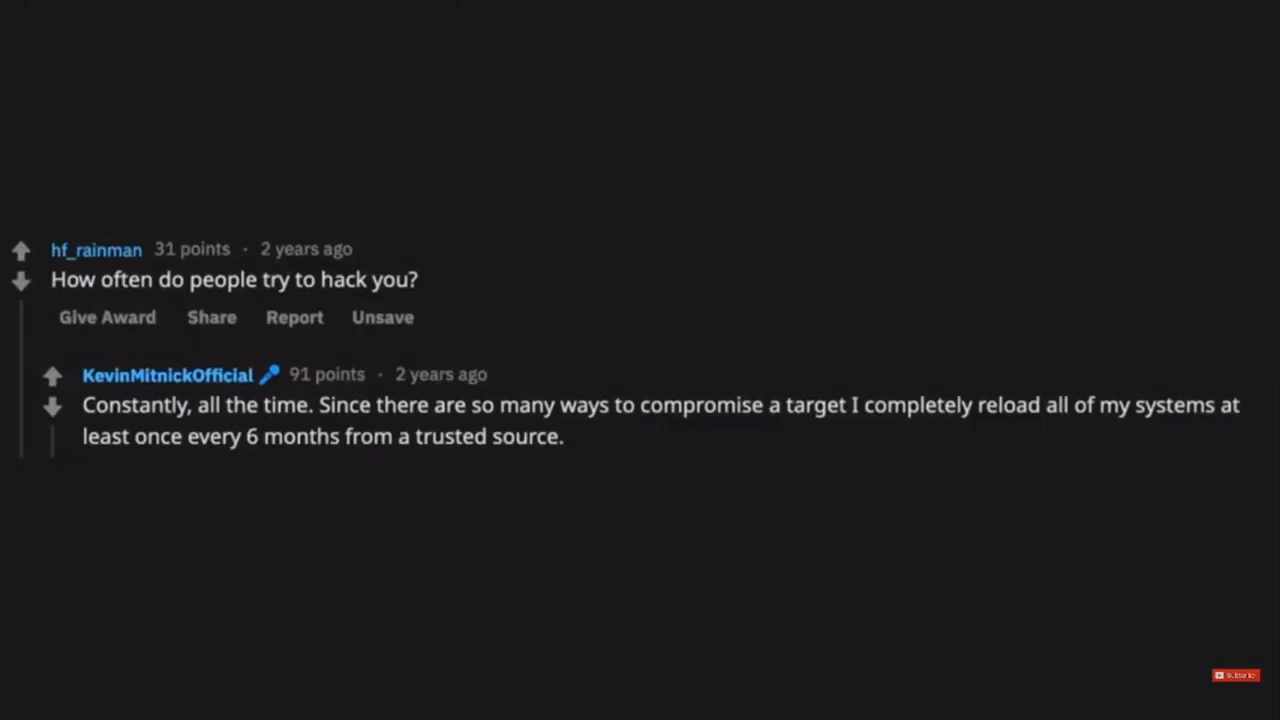 hf_rainman 31 points · 2 years ago
How often do people try to hack you?
Give Award Share Report Unsave
KevinMitnickOfficial 91 points · 2 years ago
Constantly, all the time. Since there are so many ways to compromise a target I completely reload all of my systems at
least once every 6 months from a trusted source.